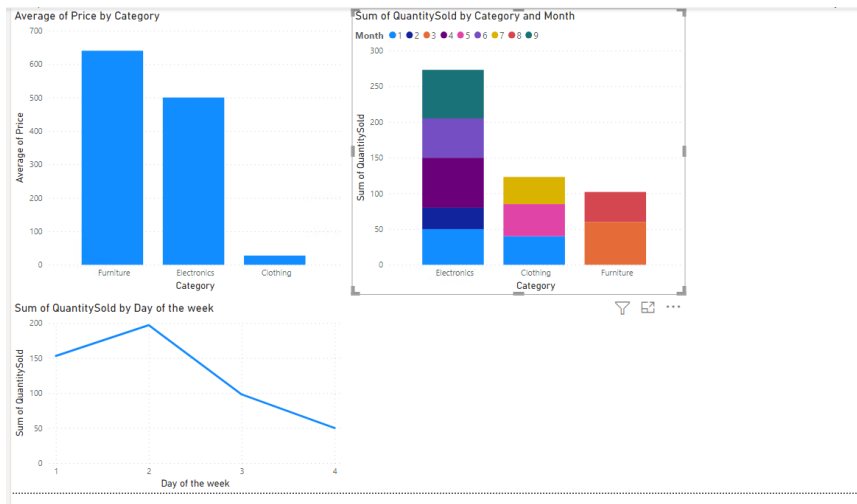 Average of Price by Category
700
600
500
400
300
200
100
0
Average of Price
Furniture
Electronics
Clothing
Category
Sum of QuantitySold by Category and Month
Month 1 2 3 4 5 6 7 8 9
300
250
200
150
100
50
0
Sum of QuantitySold
Electronics
Clothing
Furniture
Category
Sum of QuantitySold by Day of the week
200
150
100
50
0
Sum of QuantitySold
1
2
3
4
Day of the week